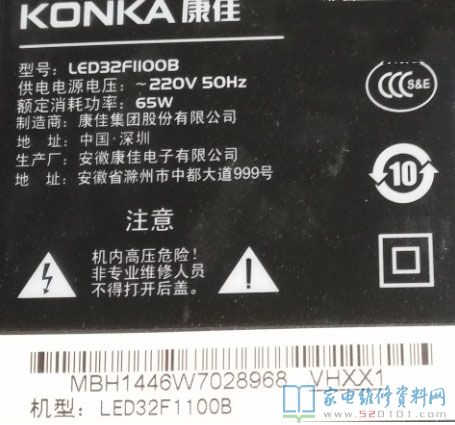 KONKA 康佳
型号：LED32F1100B
供电电源电压：~220V 50Hz
额定消耗功率：65W
制造商：康佳集团股份有限公司
地 址：中国·深圳
生产厂：安徽康佳电子有限公司
地 址：安徽省滁州市中都大道999号
CCC S&E
10
注意
机内高压危险！
非专业维修人员
不得打开后盖。
MBH1446W7028968 VHXX1
机型：LED32F1100B
家电维修资料网
www.520101.com